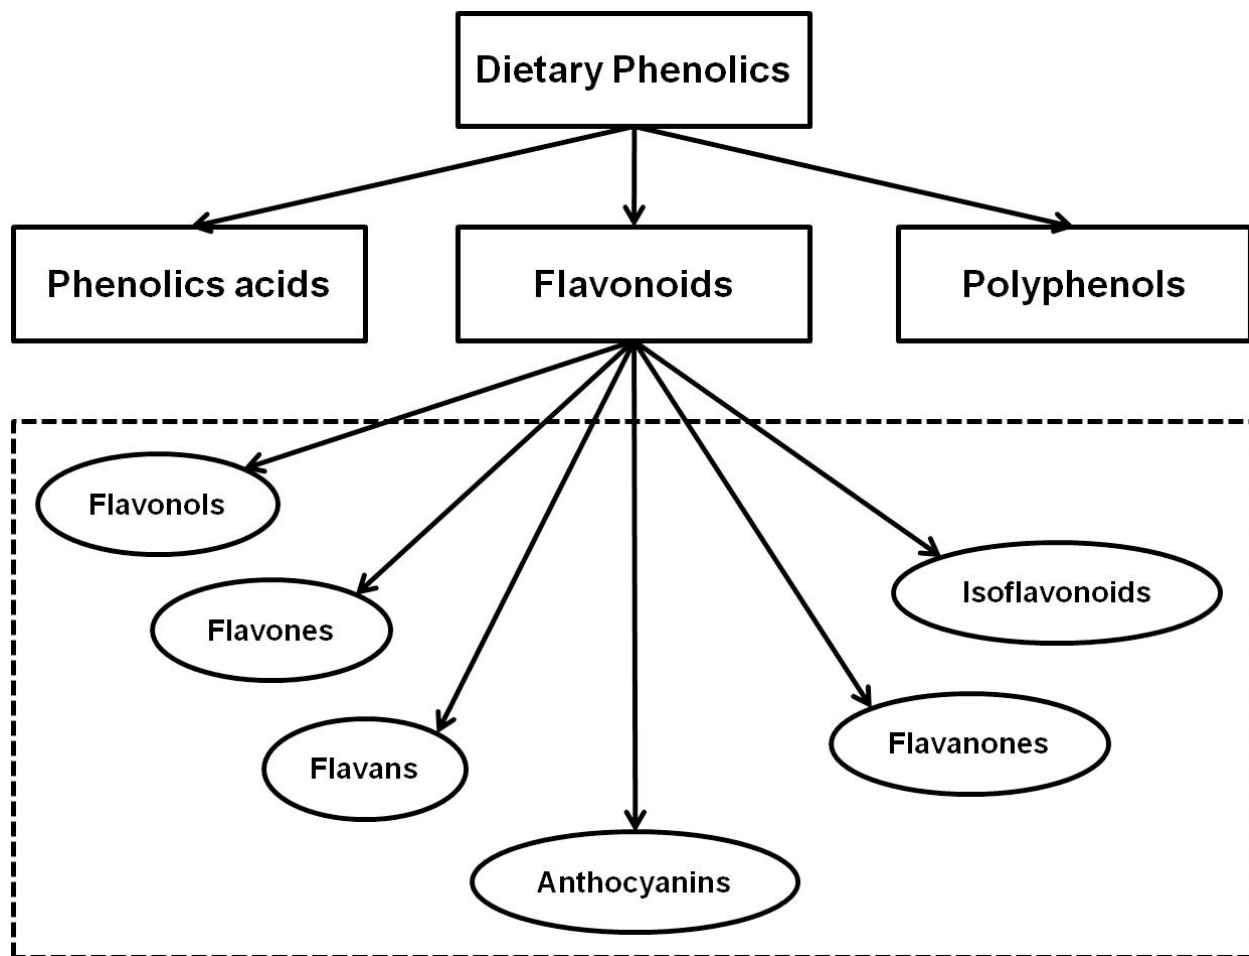 Dietary Phenolics
Phenolics acids
Flavonoids
Polyphenols
Flavonols
Flavones
Flavans
Anthocyanins
Flavanones
Isoflavonoids